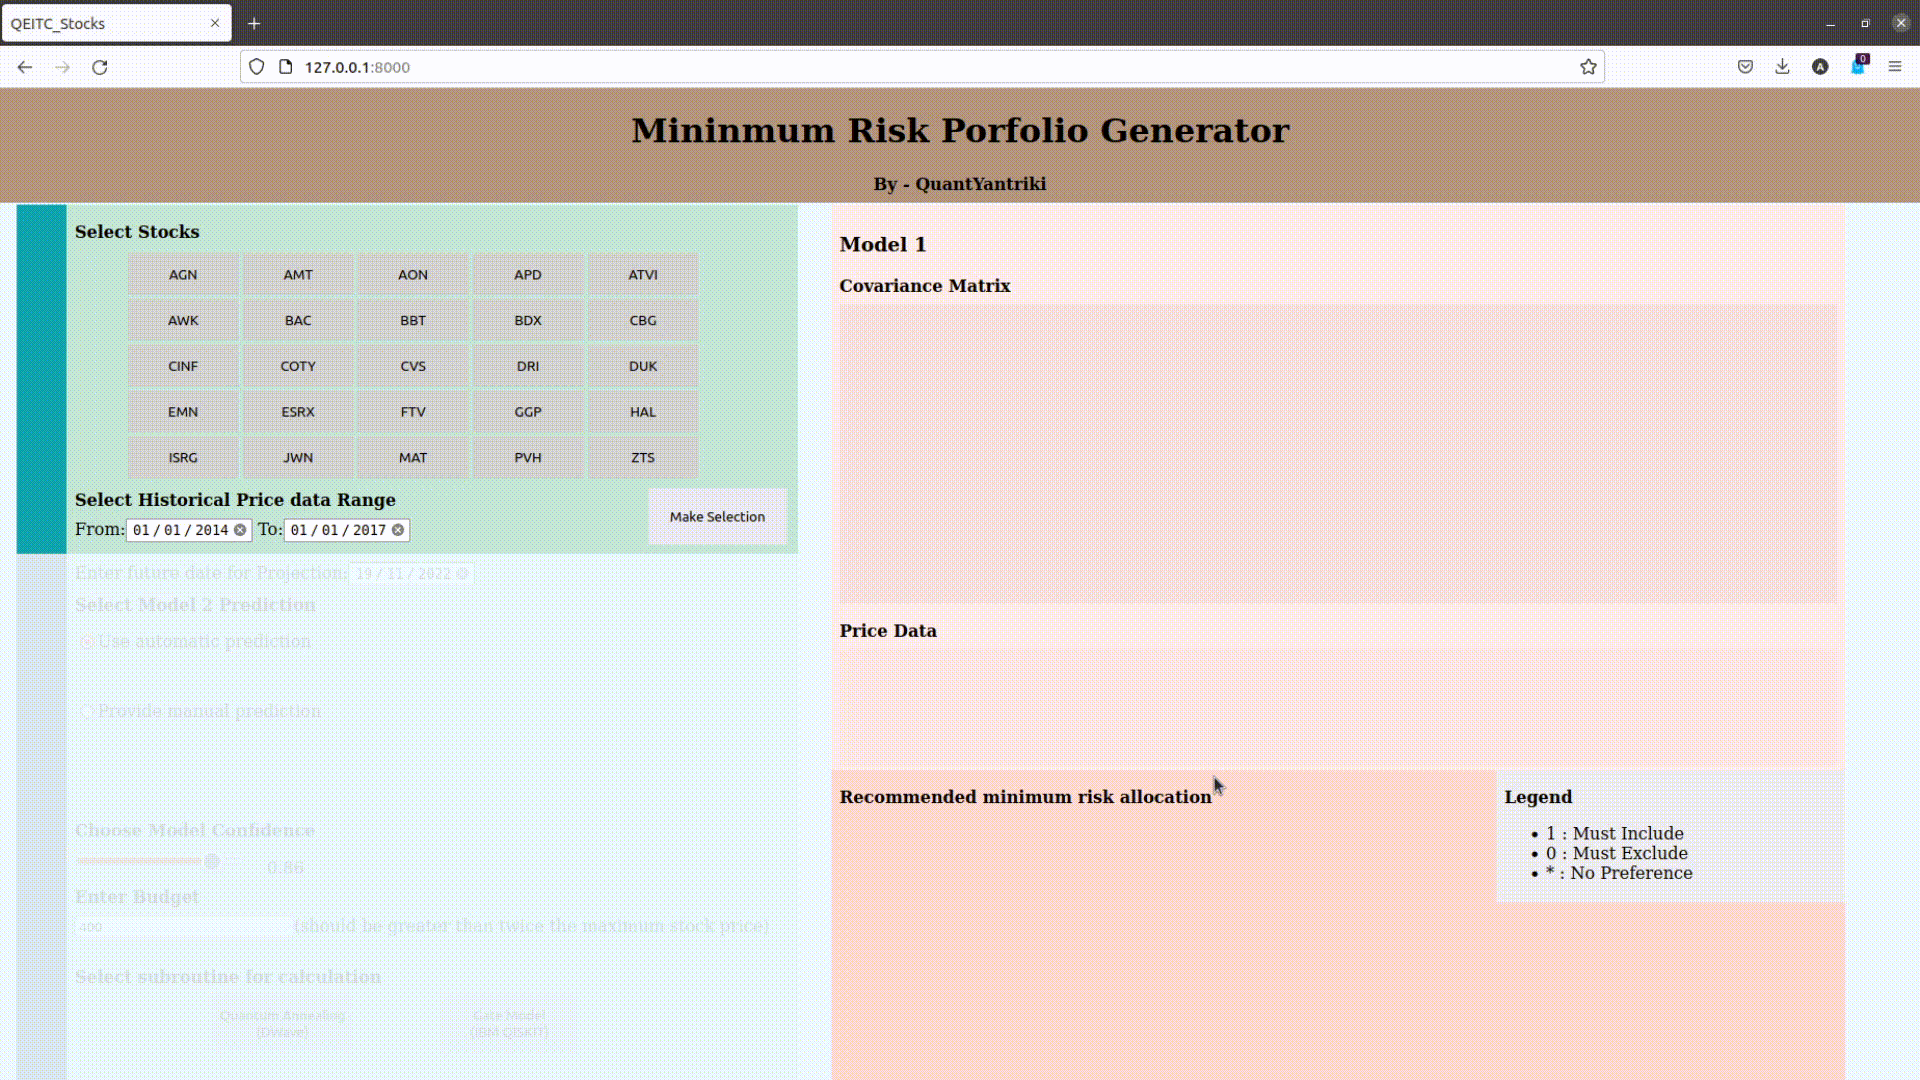 QEITC_Stocks
127.0.0.1:8000
A
0
Mininmum Risk Porfolio Generator
By - QuantYantriki
Select Stocks
AGN AMT AON APD ATVI
AWK BAC BBT BDX CBG
CINF COTY CVS DRI DUK
EMN ESRX FTV GGP HAL
ISRG JWN MAT PVH ZTS
Select Historical Price data Range
From: 01/01/2014 To: 01/01/2017
Make Selection
Enter future date for Projection: 19/11/2022
Select Model 2 Prediction
Use automatic prediction
Provide manual prediction
Choose Model Confidence
0.86
Enter Budget
400 (should be greater than twice the maximum stock price)
Select subroutine for calculation
Quantum Annealing
(DWave)
Gate Model
(IBM QISKIT)
Model 1
Covariance Matrix
Price Data
Recommended minimum risk allocation
Legend
• 1 : Must Include
• 0 : Must Exclude
• * : No Preference